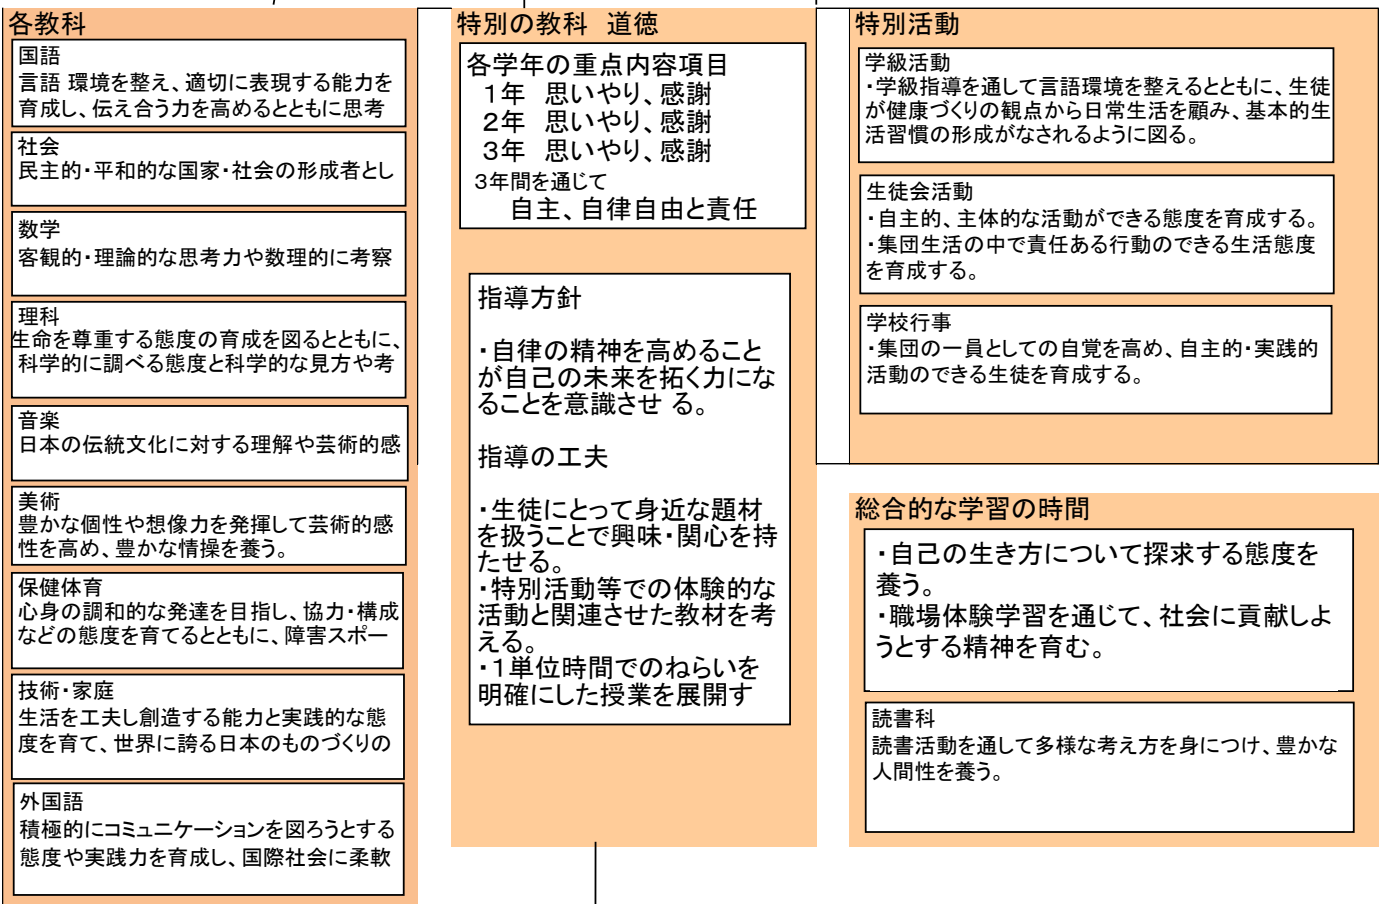 各教科
国語
言語 環境を整え、適切に表現する能力を
育成し、伝え合う力を高めるとともに思考
社会
民主的・平和的な国家・社会の形成者とし
数学
客観的・理論的な思考力や数理的に考察
理科
生命を尊重する態度の育成を図るとともに、
科学的に調べる態度と科学的な見方や考
音楽
日本の伝統文化に対する理解や芸術的感
美術
豊かな個性や想像力を発揮して芸術的感
性を高め、豊かな情操を養う。
保健体育
心身の調和的な発達を目指し、協力・構成
などの態度を育てるとともに、障害スポー
技術・家庭
生活を工夫し創造する能力と実践的な態
度を育て、世界に誇る日本のものづくりの
外国語
積極的にコミュニケーションを図ろうとする
態度や実践力を育成し、国際社会に柔軟
特別の教科 道徳
各学年の重点内容項目
1年 思いやり、感謝
2年 思いやり、感謝
3年 思いやり、感謝
3年間を通じて
自主、自律自由と責任
指導方針
・自律の精神を高めること
が自己の未来を拓く力にな
ることを意識させ る。
指導の工夫
・生徒にとって身近な題材
を扱うことで興味・関心を持
たせる。
・特別活動等での体験的な
活動と関連させた教材を考
える。
・1単位時間でのねらいを
明確にした授業を展開す
特別活動
学級活動
・学級指導を通して言語環境を整えるとともに、生徒
が健康づくりの観点から日常生活を顧み、基本的生
活習慣の形成がなされるように図る。
生徒会活動
・自主的、主体的な活動ができる態度を育成する。
・集団生活の中で責任ある行動のできる生活態度
を育成する。
学校行事
・集団の一員としての自覚を高め、自主的・実践的
活動のできる生徒を育成する。
総合的な学習の時間
・自己の生き方について探求する態度を
養う。
・職場体験学習を通じて、社会に貢献しよ
うとする精神を育む。
読書科
読書活動を通して多様な考え方を身につけ、豊かな
人間性を養う。